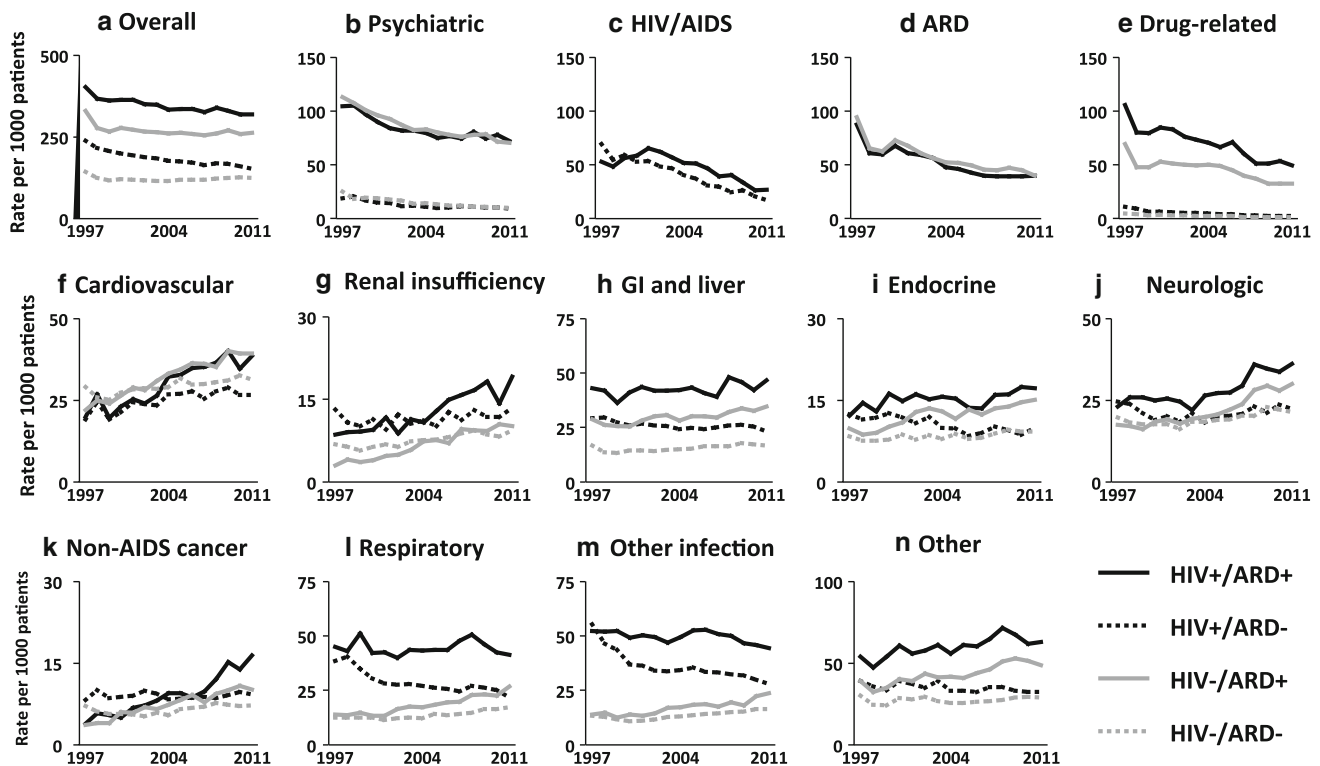 a Overall
b Psychiatric
c HIV/AIDS
d ARD
e Drug-related
Rate per 1000 patients
500
250
0
1997 2004 2011
150
100
50
0
1997 2004 2011
150
100
50
0
1997 2004 2011
150
100
50
0
1997 2004 2011
150
100
50
0
1997 2004 2011
f Cardiovascular
g Renal insufficiency
h GI and liver
i Endocrine
j Neurologic
Rate per 1000 patients
50
25
0
1997 2004 2011
30
15
0
1997 2004 2011
75
50
25
0
1997 2004 2011
30
15
0
1997 2004 2011
50
25
0
1997 2004 2011
k Non-AIDS cancer
l Respiratory
m Other infection
n Other
Rate per 1000 patients
30
15
0
1997 2004 2011
75
50
25
0
1997 2004 2011
75
50
25
0
1997 2004 2011
100
50
0
1997 2004 2011
HIV+/ARD+
HIV+/ARD-
HIV-/ARD+
HIV-/ARD-